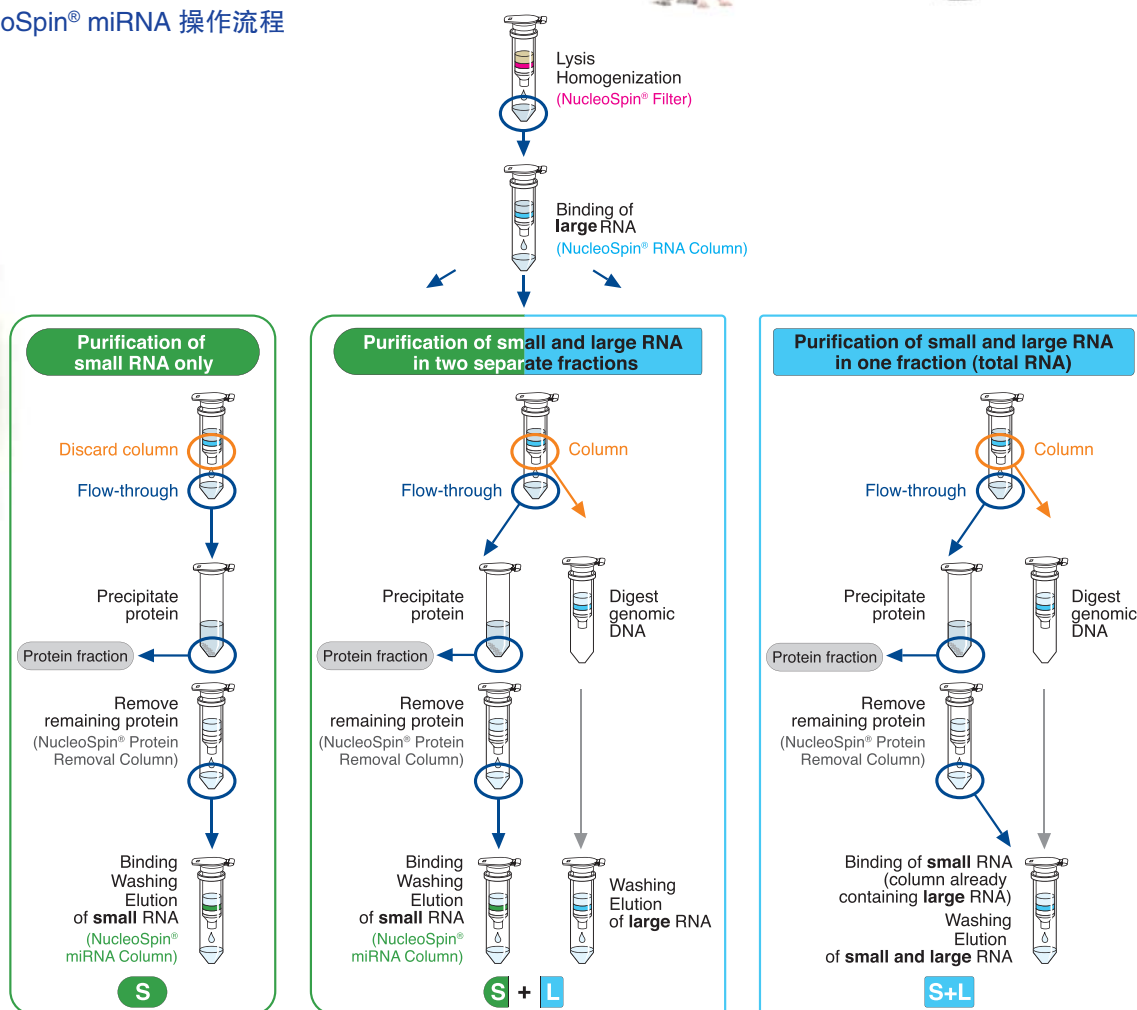 oSpin® miRNA 操作流程
Lysis
Homogenization
(NucleoSpin® Filter)
Binding of
large RNA
(NucleoSpin® RNA Column)
Purification of
small RNA only
Discard column
Flow-through
Precipitate
protein
Protein fraction
Remove
remaining protein
(NucleoSpin® Protein
Removal Column)
Binding
Washing
Elution
of small RNA
(NucleoSpin®
miRNA Column)
S
Purification of small and large RNA
in two separate fractions
Column
Flow-through
Precipitate
protein
Digest
genomic
DNA
Protein fraction
Remove
remaining protein
(NucleoSpin® Protein
Removal Column)
Binding
Washing
Elution
of small RNA
(NucleoSpin®
miRNA Column)
Washing
Elution
of large RNA
S + L
Purification of small and large RNA
in one fraction (total RNA)
Column
Flow-through
Precipitate
protein
Digest
genomic
DNA
Protein fraction
Remove
remaining protein
(NucleoSpin® Protein
Removal Column)
Binding of small RNA
(column already
containing large RNA)
Washing
Elution
of small and large RNA
S+L